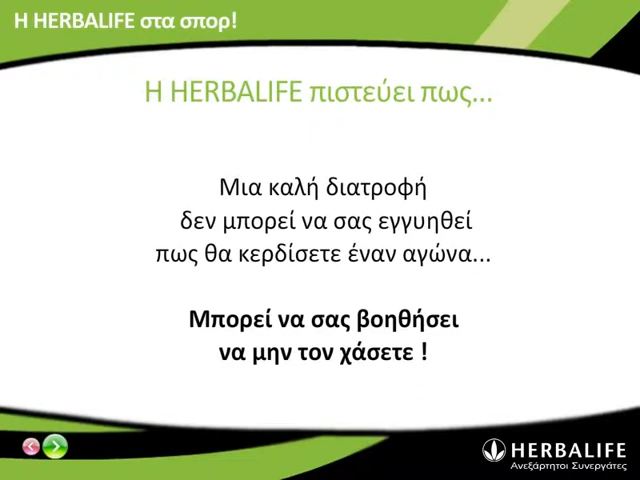 Η HERBALIFE στα σπορ!
Η HERBALIFE πιστεύει πως...
Μια καλή διατροφή
δεν μπορεί να σας εγγυηθεί
πως θα κερδίσετε έναν αγώνα...
Μπορεί να σας βοηθήσει
να μην τον χάσετε !
HERBALIFE
Ανεξάρτητοι Συνεργάτες